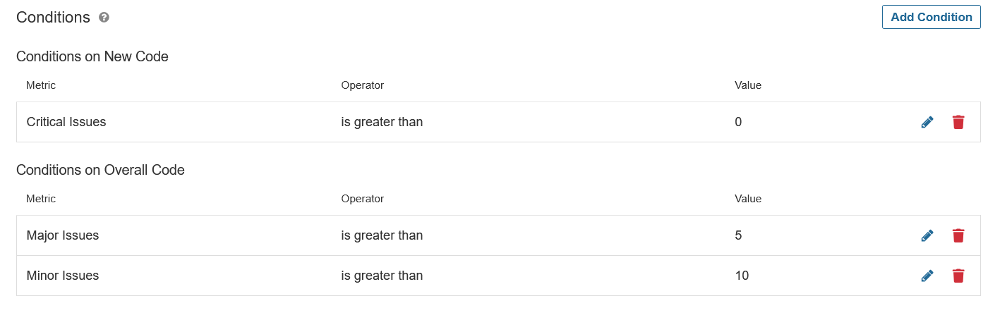 Conditions ?
Add Condition
Conditions on New Code
Metric Operator Value
Critical Issues is greater than 0
Conditions on Overall Code
Metric Operator Value
Major Issues is greater than 5
Minor Issues is greater than 10